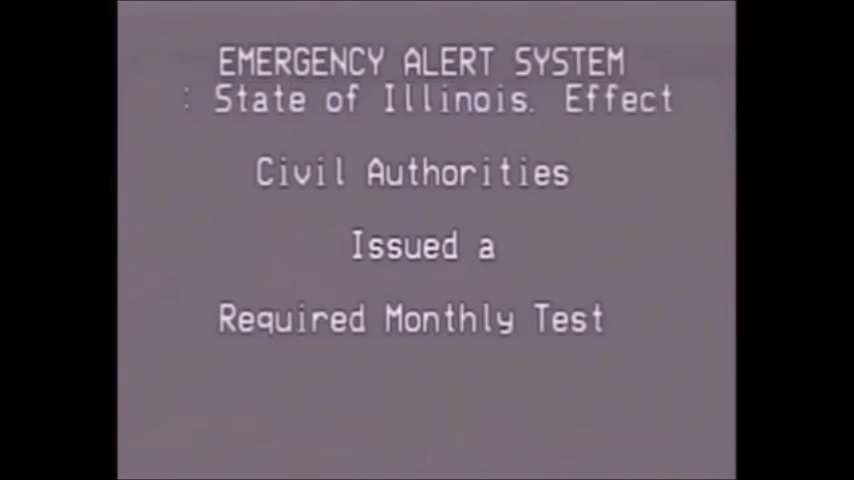 EMERGENCY ALERT SYSTEM
: State of Illinois. Effect
Civil Authorities
Issued a
Required Monthly Test